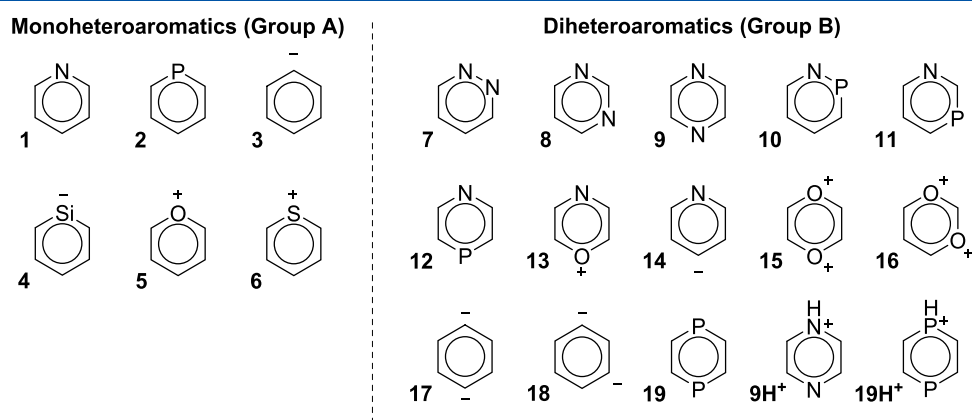 Monoheteroaromatics (Group A)
N P −
1 2 3
− + +
Si O S
4 5 6
Diheteroaromatics (Group B)
N N N N N
N P
N N P
7 8 9 10 11
N N N O+ O+
P O+ − O+ O+
12 13 14 15 16
− − P H H
N+ P+
− − P N P
17 18 19 9H+ 19H+